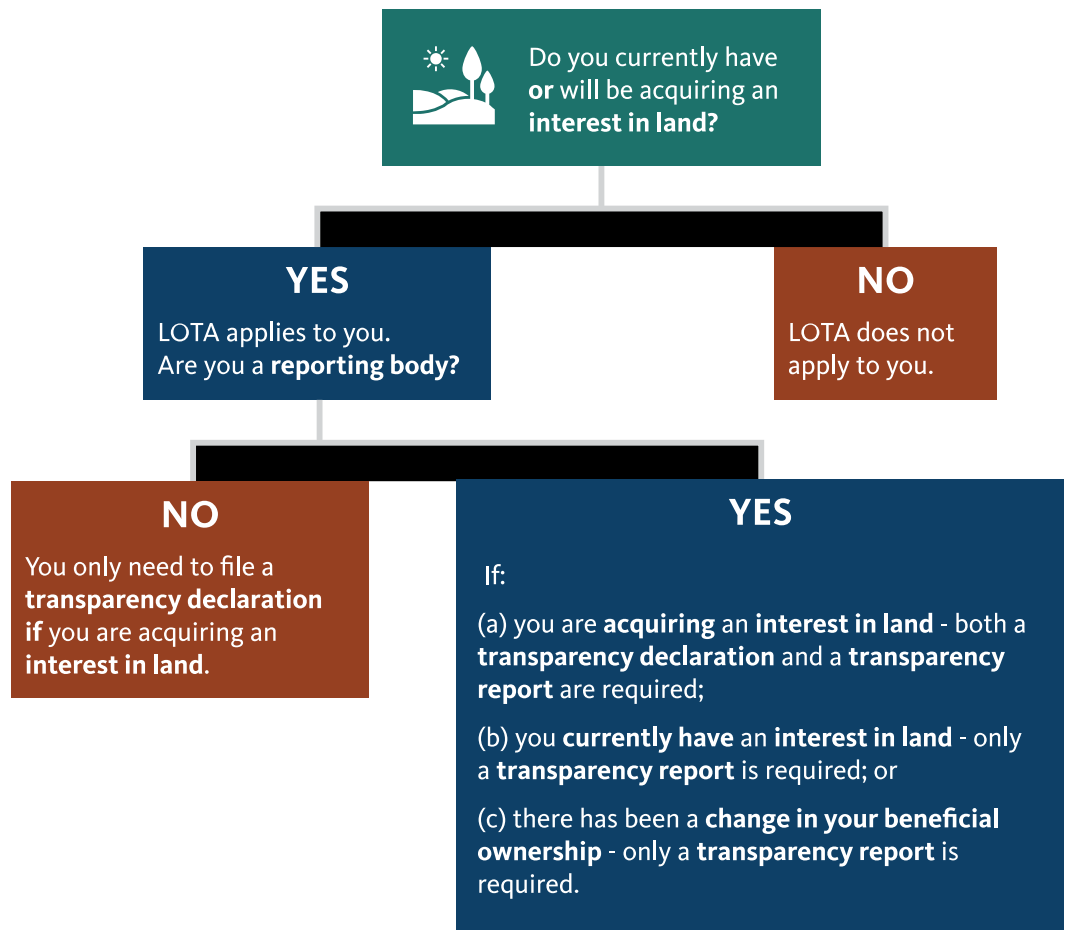 Do you currently have
or will be acquiring an
interest in land?
YES
LOTA applies to you.
Are you a reporting body?
NO
LOTA does not
apply to you.
NO
You only need to file a
transparency declaration
if you are acquiring an
interest in land.
YES
If:
(a) you are acquiring an interest in land - both a
transparency declaration and a transparency
report are required;
(b) you currently have an interest in land - only
a transparency report is required; or
(c) there has been a change in your beneficial
ownership - only a transparency report is
required.